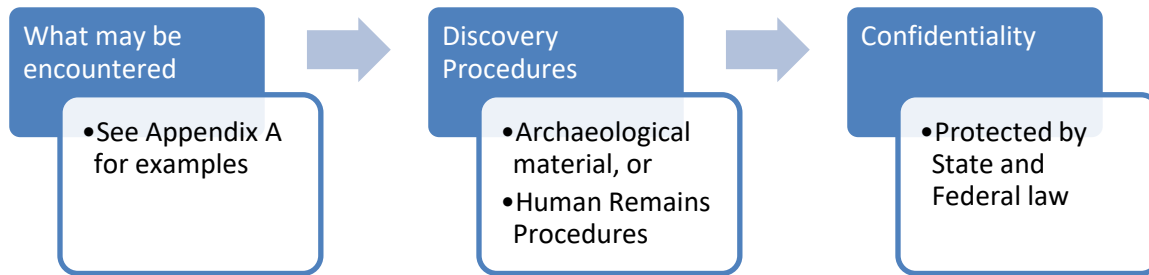 What may be
encountered
•See Appendix A
for examples
Discovery
Procedures
•Archaeological
material, or
•Human Remains
Procedures
Confidentiality
•Protected by
State and
Federal law